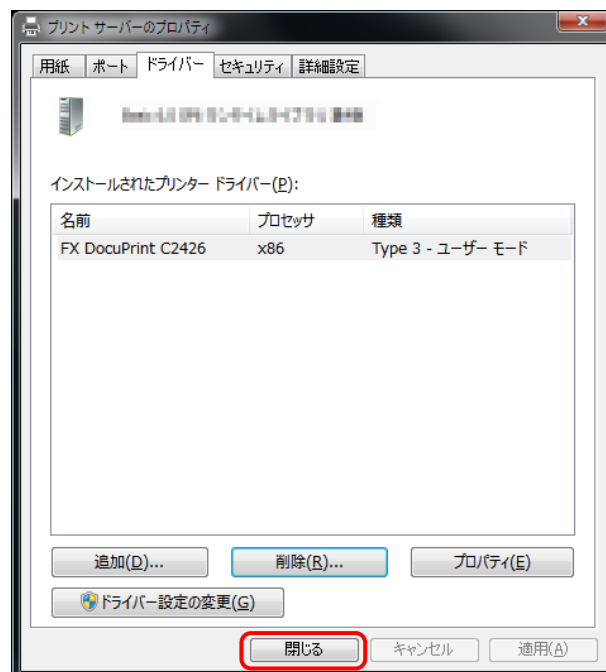 プリント サーバーのプロパティ
用紙 ポート ドライバー セキュリティ 詳細設定
インストールされたプリンター ドライバー(P):
名前 プロセッサ 種類
FX DocuPrint C2426 x86 Type 3 - ユーザー モード
追加(D)... 削除(R)... プロパティ(E)
ドライバー設定の変更(G)
閉じる キャンセル 適用(A)